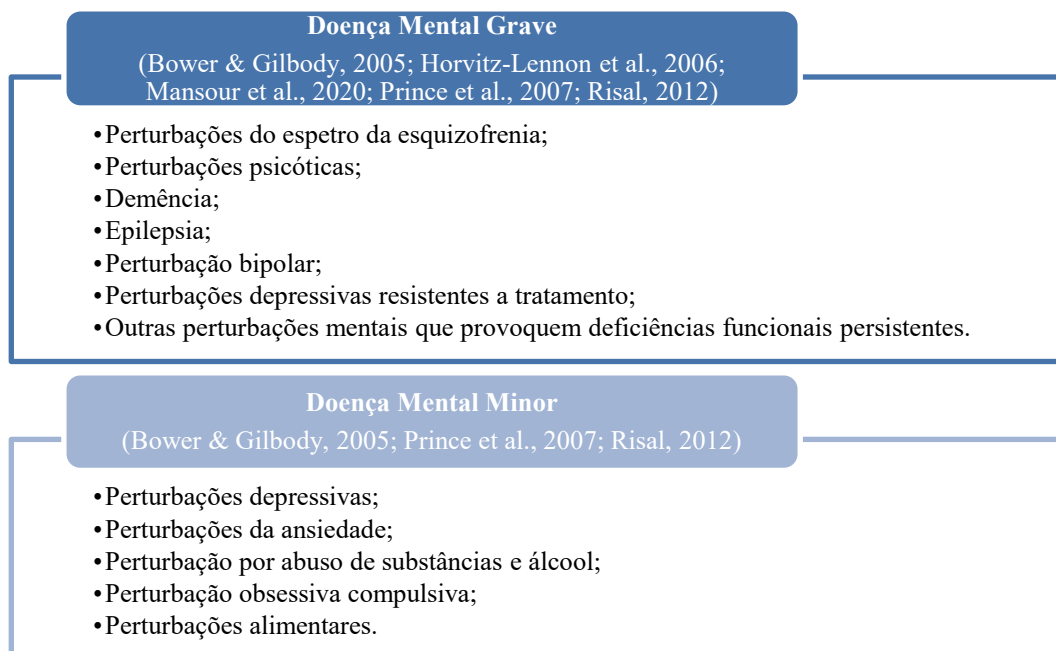 Doença Mental Grave
(Bower & Gilbody, 2005; Horvitz-Lennon et al., 2006;
Mansour et al., 2020; Prince et al., 2007; Risal, 2012)
•Perturbações do espetro da esquizofrenia;
•Perturbações psicóticas;
•Demência;
•Epilepsia;
•Perturbação bipolar;
•Perturbações depressivas resistentes a tratamento;
•Outras perturbações mentais que provoquem deficiências funcionais persistentes.
Doença Mental Minor
(Bower & Gilbody, 2005; Prince et al., 2007; Risal, 2012)
•Perturbações depressivas;
•Perturbações da ansiedade;
•Perturbação por abuso de substâncias e álcool;
•Perturbação obsessiva compulsiva;
•Perturbações alimentares.